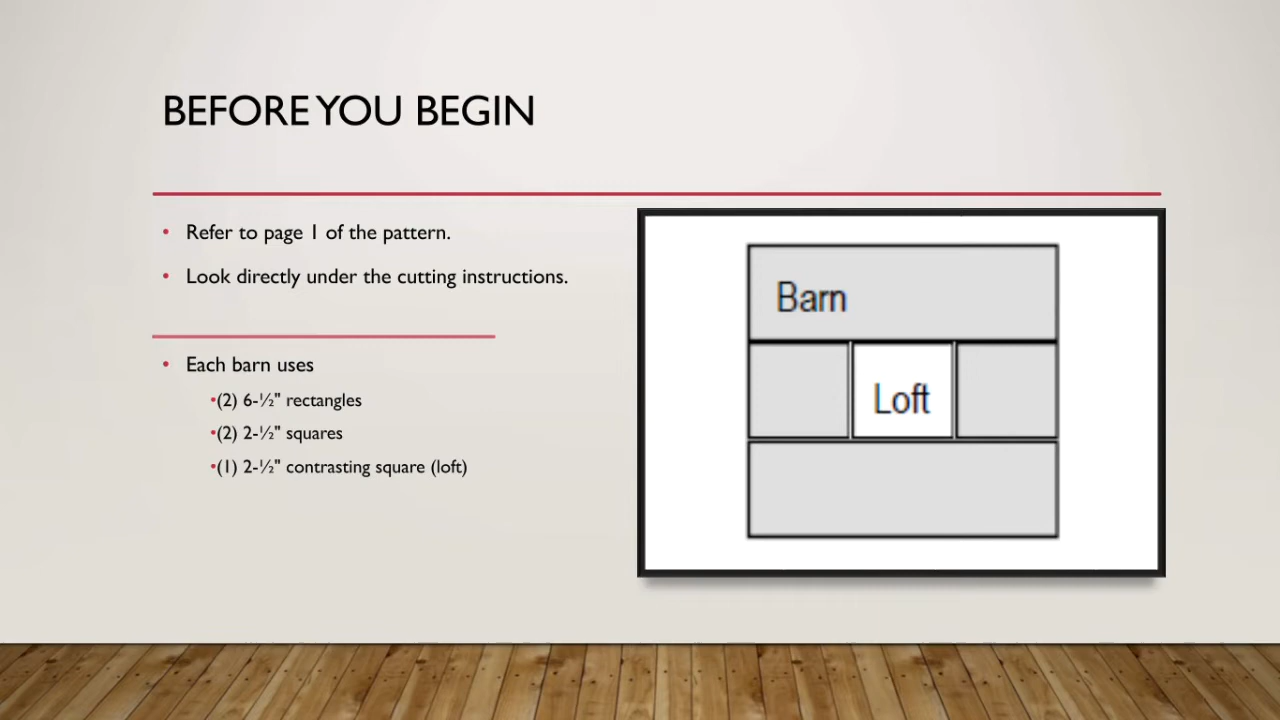 BEFORE YOU BEGIN
• Refer to page 1 of the pattern.
• Look directly under the cutting instructions.
• Each barn uses
•(2) 6-½" rectangles
•(2) 2-½" squares
•(1) 2-½" contrasting square (loft)
Barn
Loft